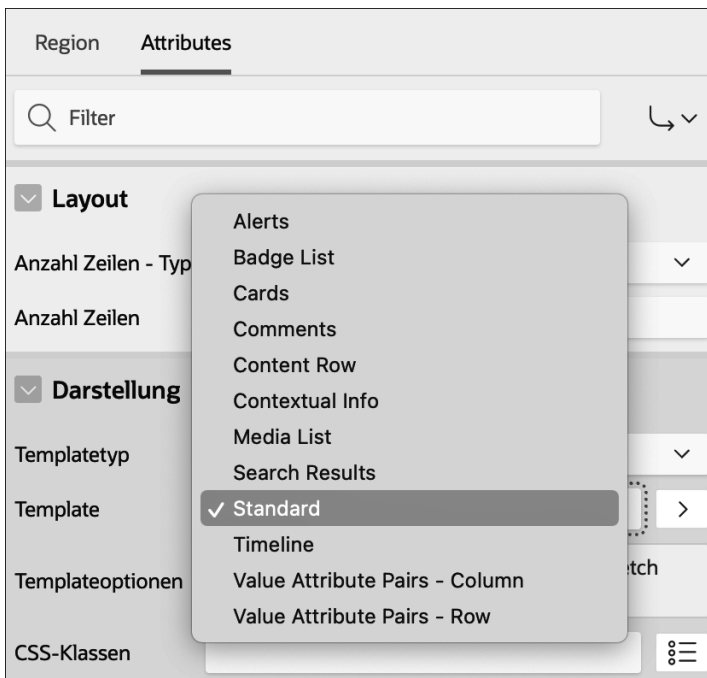 Region Attributes
Filter
Layout
Anzahl Zeilen - Typ
Anzahl Zeilen
Darstellung
Templatetyp
Template
Templateoptionen
CSS-Klassen
Alerts
Badge List
Cards
Comments
Content Row
Contextual Info
Media List
Search Results
Standard
Timeline
Value Attribute Pairs - Column
Value Attribute Pairs - Row